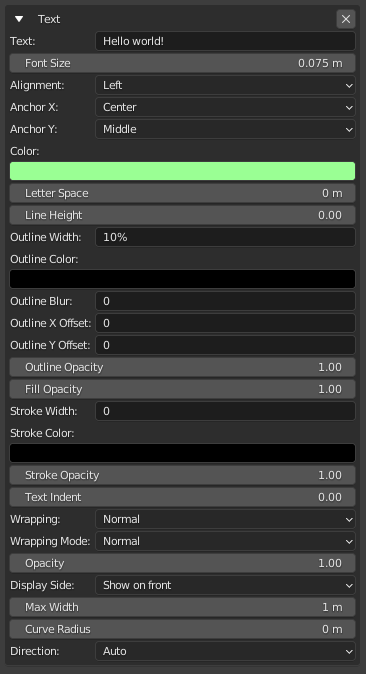 Text
Text: Hello world!
Font Size 0.075 m
Alignment: Left
Anchor X: Center
Anchor Y: Middle
Color:
Letter Space 0 m
Line Height 0.00
Outline Width: 10%
Outline Color:
Outline Blur: 0
Outline X Offset: 0
Outline Y Offset: 0
Outline Opacity 1.00
Fill Opacity 1.00
Stroke Width: 0
Stroke Color:
Stroke Opacity 1.00
Text Indent 0.00
Wrapping: Normal
Wrapping Mode: Normal
Opacity 1.00
Display Side: Show on front
Max Width 1 m
Curve Radius 0 m
Direction: Auto